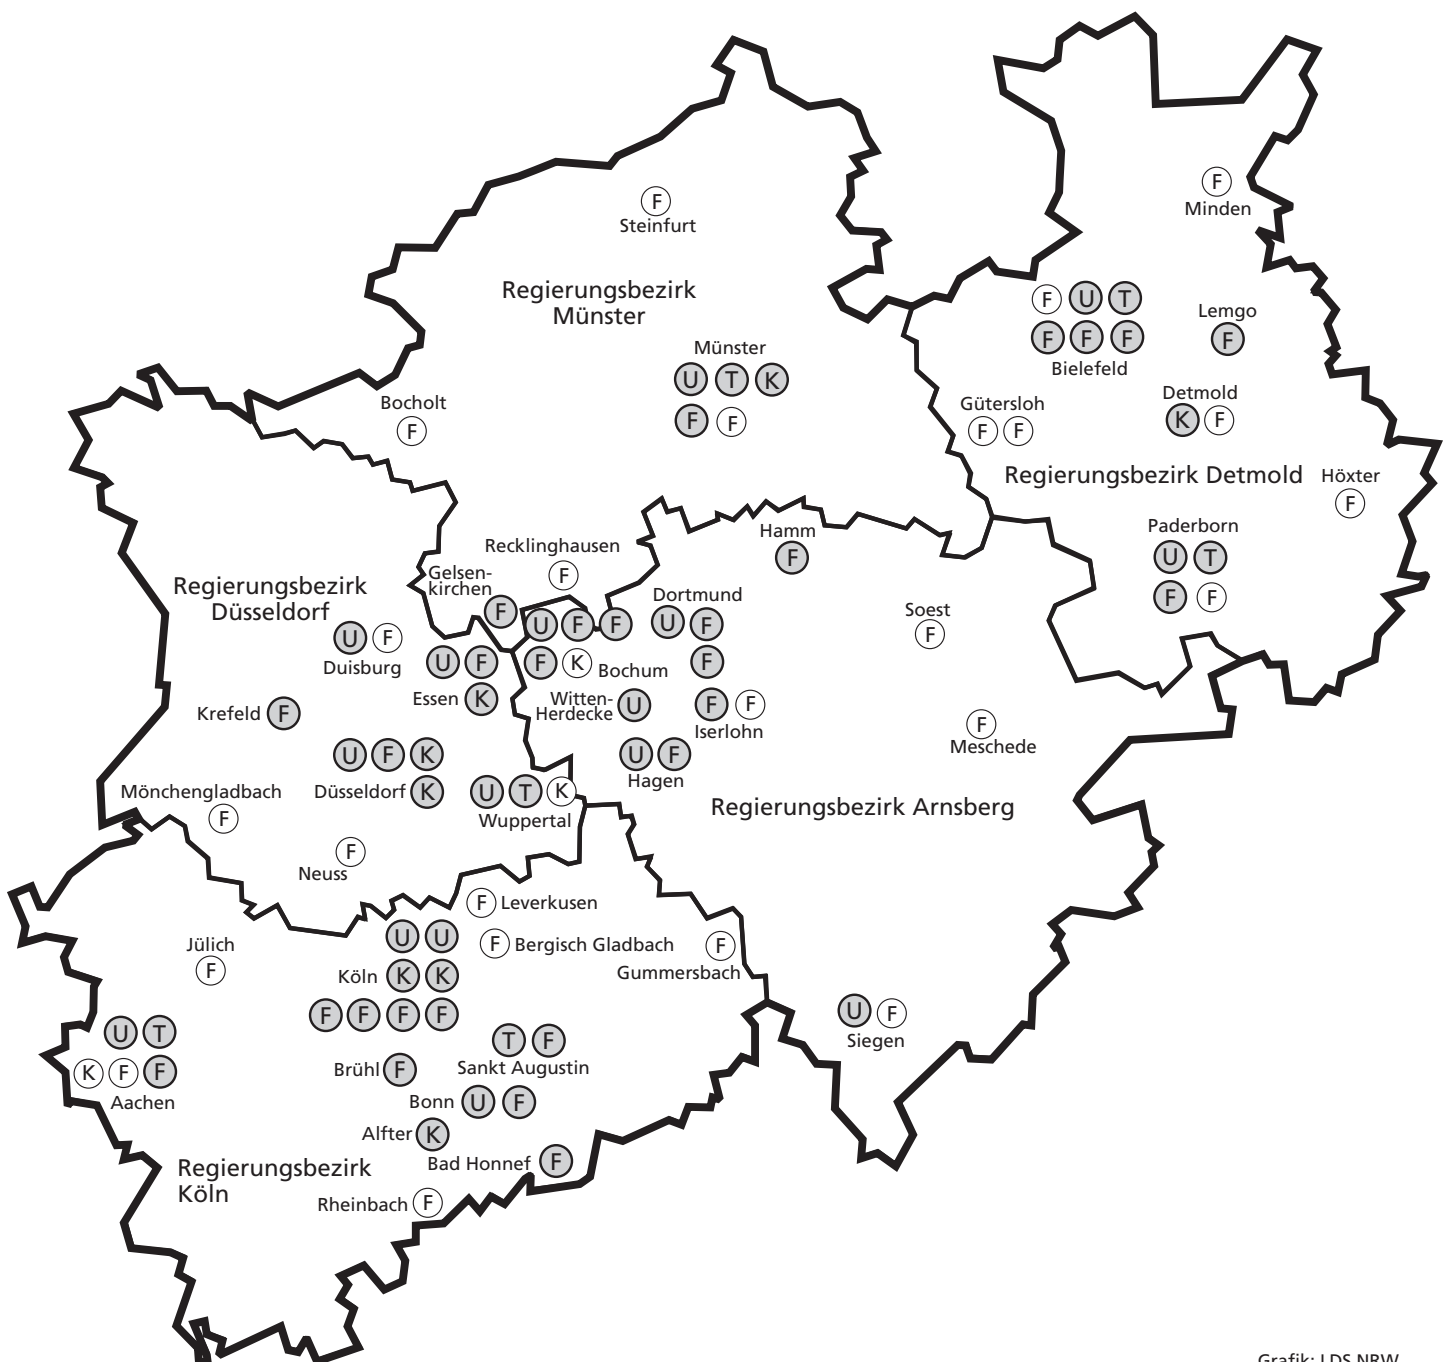 F
Minden
F
Steinfurt
Regierungsbezirk
Münster
F U T
F F F
Bielefeld
Lemgo
F
Münster
U T K
F F
Bocholt
F
Gütersloh
F F
Detmold
K F
Regierungsbezirk Detmold
Höxter
F
Paderborn
U T
F F
Hamm
F
Recklinghausen
F
Gelsen-
kirchen
F
Regierungsbezirk
Düsseldorf
U F
Duisburg
U F F
F K Bochum
Dortmund
U F
F
Soest
F
U F
Essen K
Krefeld F
Witten-
Herdecke U
F F
Iserlohn
F
Meschede
U F
Hagen
U F K
Düsseldorf K
U T K
Wuppertal
Regierungsbezirk Arnsberg
Mönchengladbach
F
F
Neuss
F Leverkusen
U U
Köln K K
F F F F
F Bergisch Gladbach
F
Gummersbach
Jülich
F
U F
Siegen
U T
K F F
Aachen
T F
Sankt Augustin
Brühl F
Bonn U F
Alfter K
Bad Honnef F
Regierungsbezirk
Köln
Rheinbach F
Grafik: LDS NRW